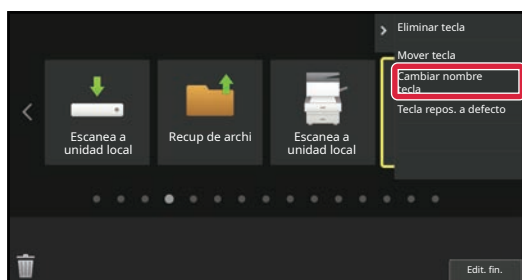 Eliminar tecla
Mover tecla
Cambiar nombre
tecla
Tecla repos. a defecto
Escanea a
unidad local
Recup de archi
Escanea a
unidad local
Edit. fin.